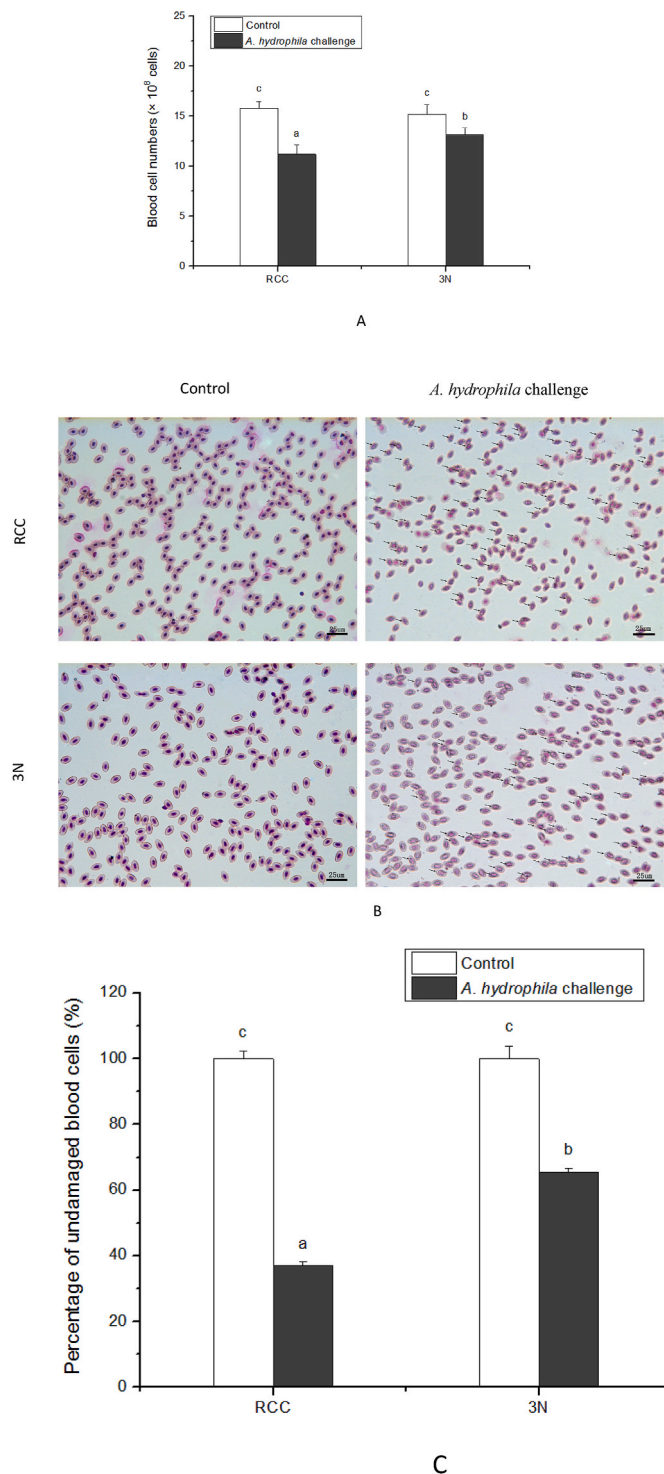 Control
A. hydrophila challenge
Blood cell numbers (× 10⁸ cells)
25
20
15
10
5
0
c
a
c
b
RCC
3N
A
Control
A. hydrophila challenge
RCC
25um
25um
3N
25um
25um
B
Control
A. hydrophila challenge
Percentage of undamaged blood cells (%)
120
100
80
60
40
20
0
c
a
c
b
RCC
3N
C